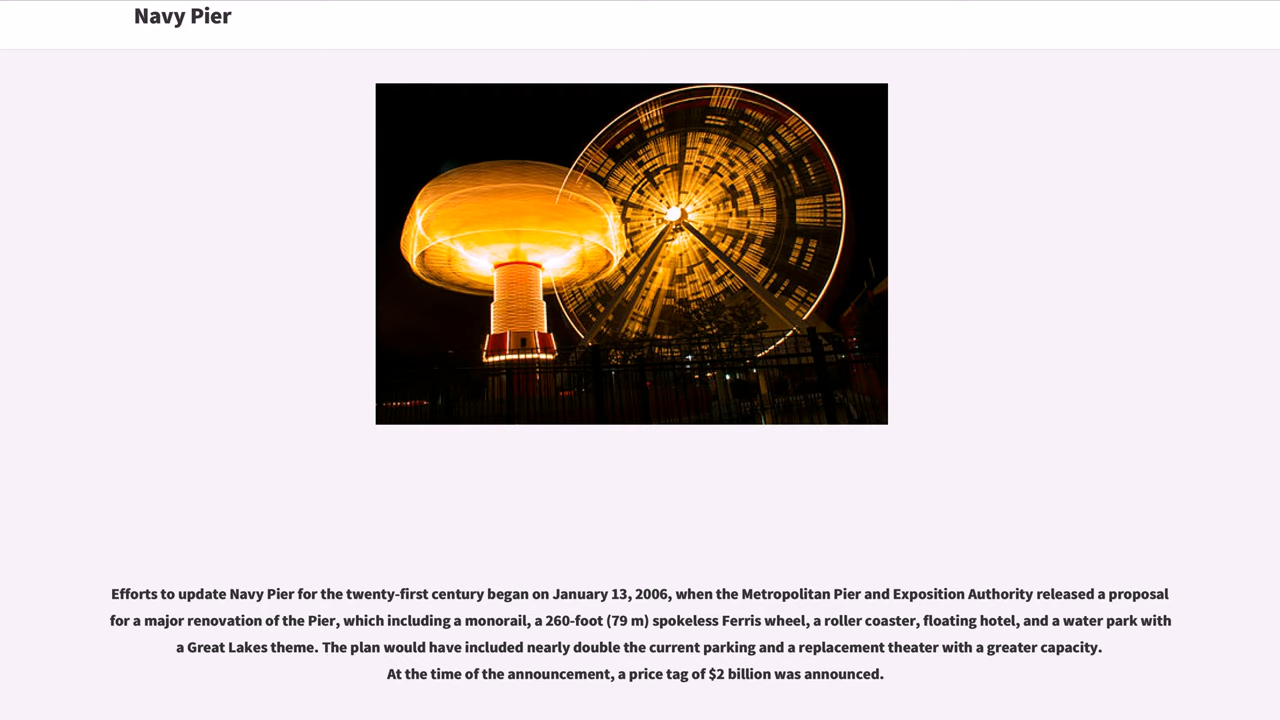 Navy Pier
Efforts to update Navy Pier for the twenty-first century began on January 13, 2006, when the Metropolitan Pier and Exposition Authority released a proposal
for a major renovation of the Pier, which including a monorail, a 260-foot (79 m) spokeless Ferris wheel, a roller coaster, floating hotel, and a water park with
a Great Lakes theme. The plan would have included nearly double the current parking and a replacement theater with a greater capacity.
At the time of the announcement, a price tag of $2 billion was announced.